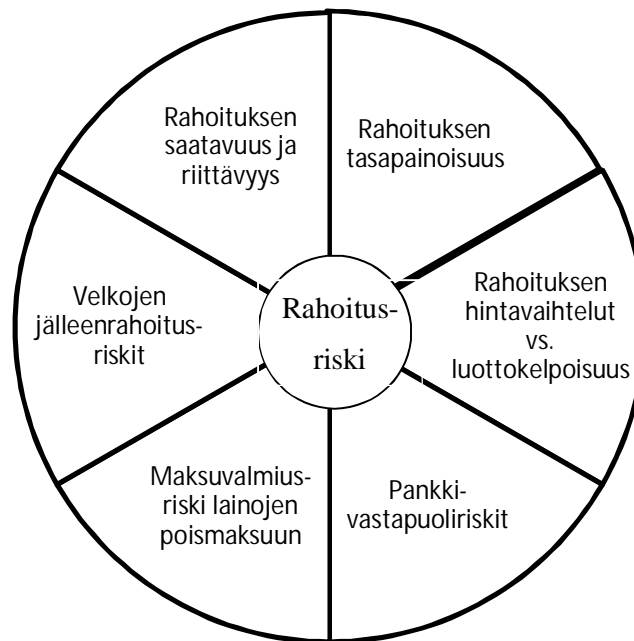 Rahoituksen
saatavuus ja
riittävyys
Rahoituksen
tasapainoisuus
Rahoituksen
hintavaihtelut
vs.
luottokelpoisuus
Pankki-
vastapuoliriskit
Maksuvalmius-
riski lainojen
poismaksuun
Velkojen
jälleenrahoitus-
riskit
Rahoitus-
riski